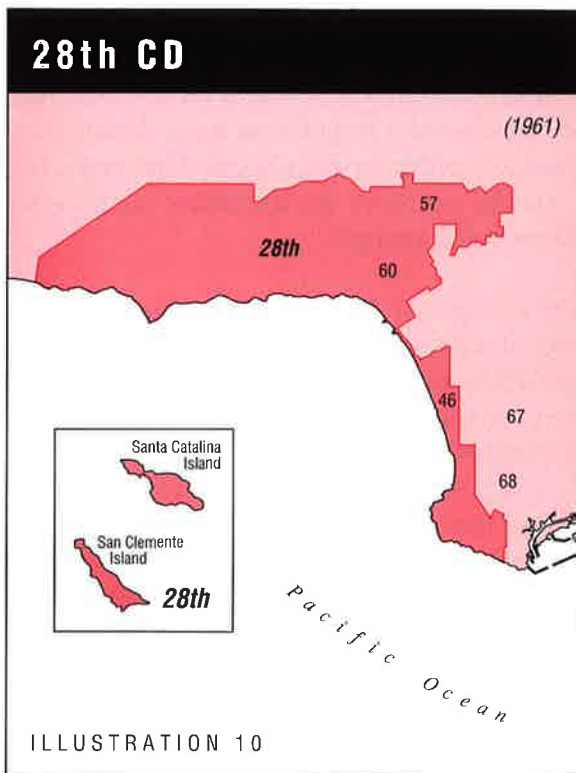 28th CD
(1961)
57
28th
60
46
67
68
Santa Catalina
Island
San Clemente
Island
28th
Pacific Ocean
ILLUSTRATION 10